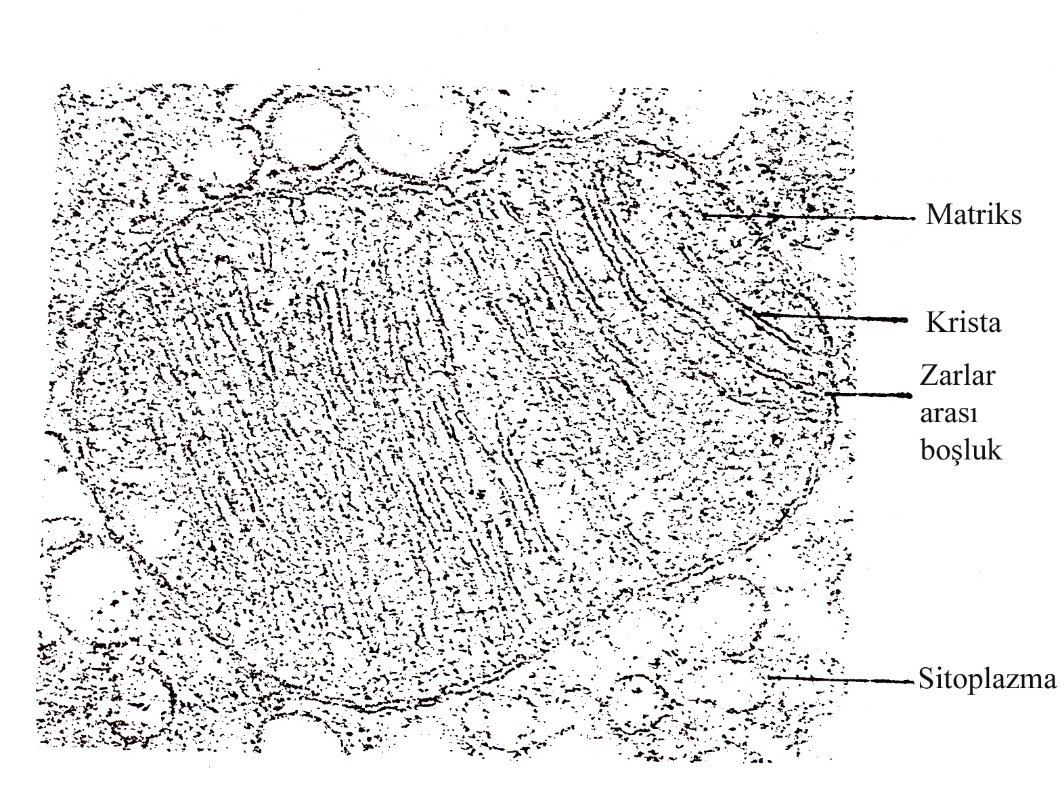 Matriks
Krista
Zarlar
arası
boşluk
Sitoplazma